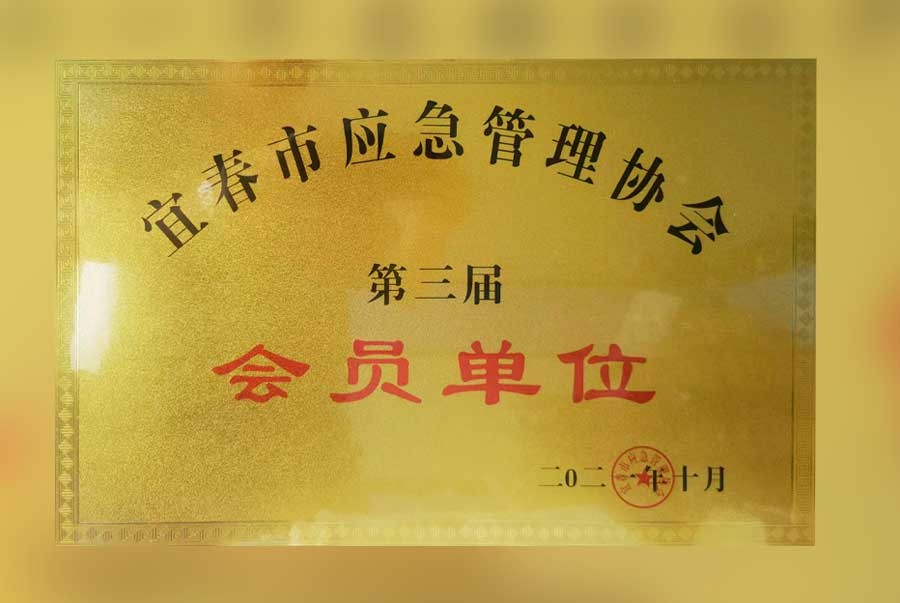 宜春市应急管理协会
第三届
会员单位
二0二一年十月